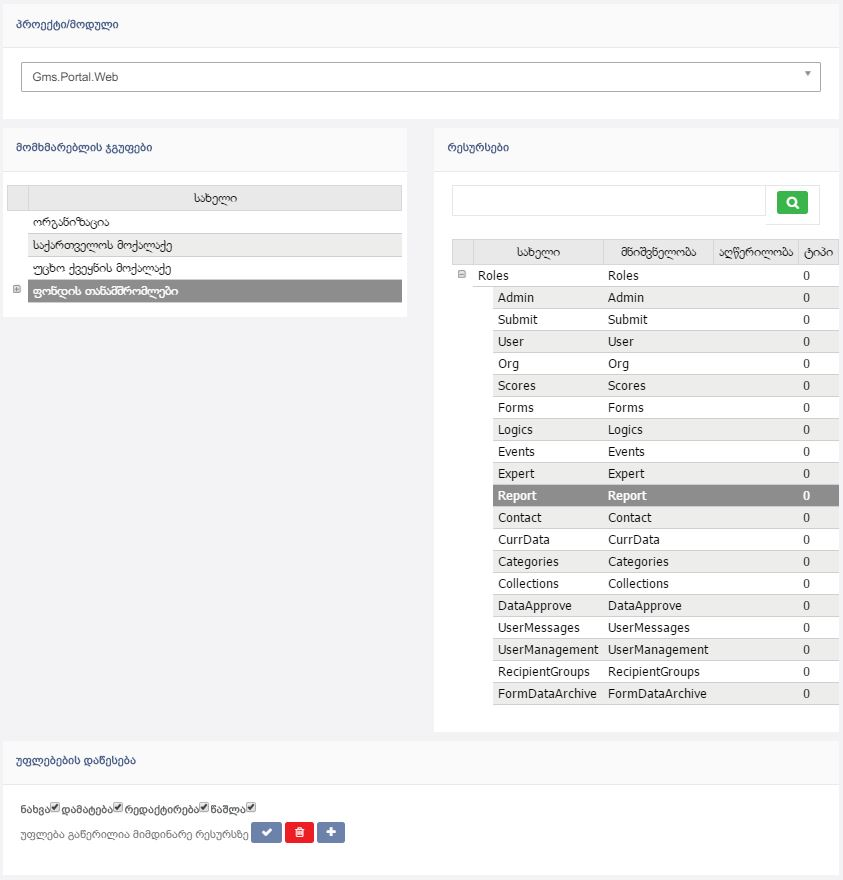 პროექტი/მოდული
Gms.Portal.Web
მომხმარებლის ჯგუფები
სახელი
ორგანიზაცია
საქართველოს მოქალაქე
უცხო ქვეყნის მოქალაქე
ფონდის თანამშრომლები
რესურსები
სახელი მნიშვნელობა აღწერილობა ტიპი
Roles Roles 0
Admin Admin 0
Submit Submit 0
User User 0
Org Org 0
Scores Scores 0
Forms Forms 0
Logics Logics 0
Events Events 0
Expert Expert 0
Report Report 0
Contact Contact 0
CurrData CurrData 0
Categories Categories 0
Collections Collections 0
DataApprove DataApprove 0
UserMessages UserMessages 0
UserManagement UserManagement 0
RecipientGroups RecipientGroups 0
FormDataArchive FormDataArchive 0
უფლებების დაწესება
ნახვა დამატება რედაქტირება წაშლა
უფლება გაწერილია მიმდინარე რესურსზე